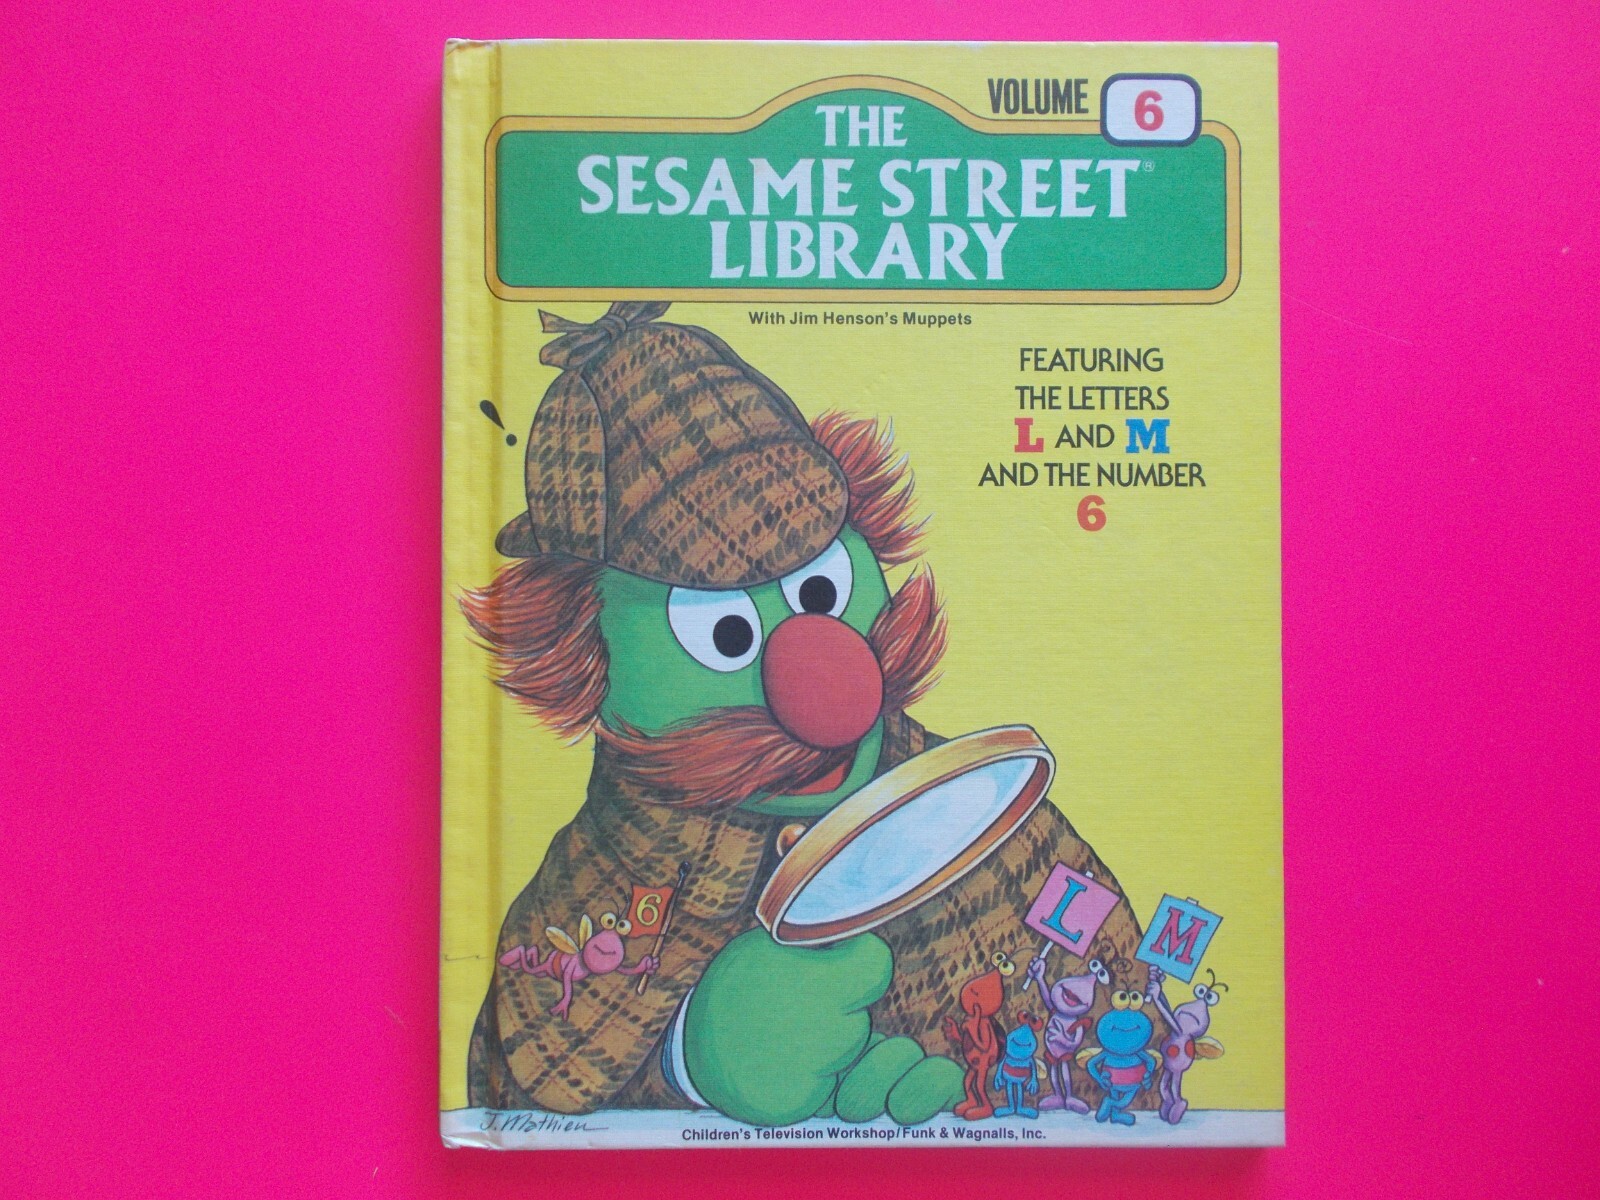 VOLUME 6
THE
SESAME STREET®
LIBRARY
With Jim Henson's Muppets
FEATURING
THE LETTERS
L AND M
AND THE NUMBER
6
!
6
L
M
J. Mathieu
Children's Television Workshop/Funk & Wagnalls, Inc.